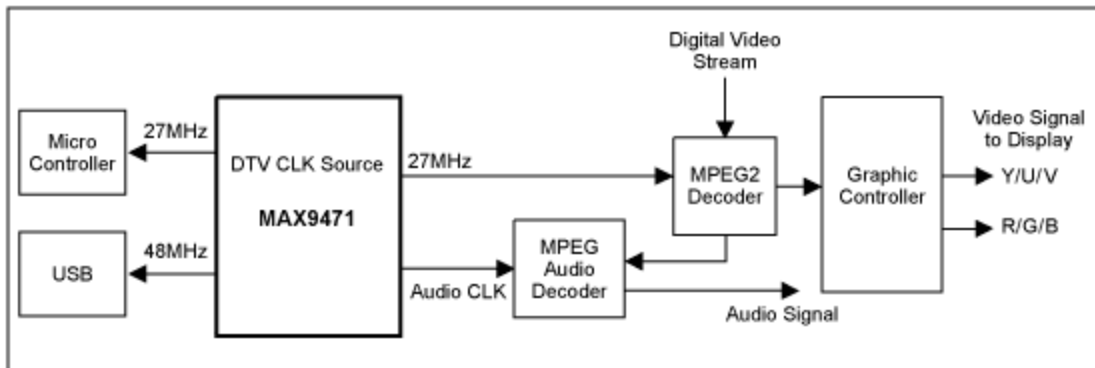 Digital Video
Stream
Micro
Controller
27MHz
DTV CLK Source
MAX9471
27MHz
MPEG2
Decoder
Graphic
Controller
Video Signal
to Display
Y/U/V
R/G/B
USB
48MHz
Audio CLK
MPEG
Audio
Decoder
Audio Signal